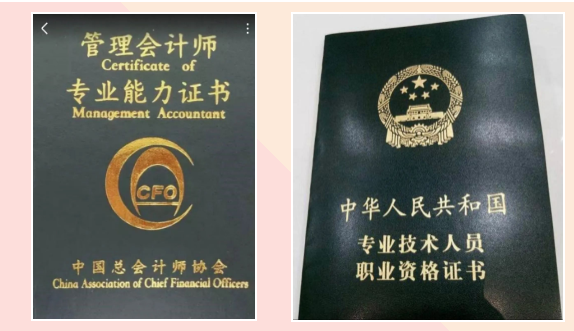 管理会计师
Certificate of
专业能力证书
Management Accountant
CFO
中国总会计师协会
China Association of Chief Financial Officers
中华人民共和国
专业技术人员
职业资格证书